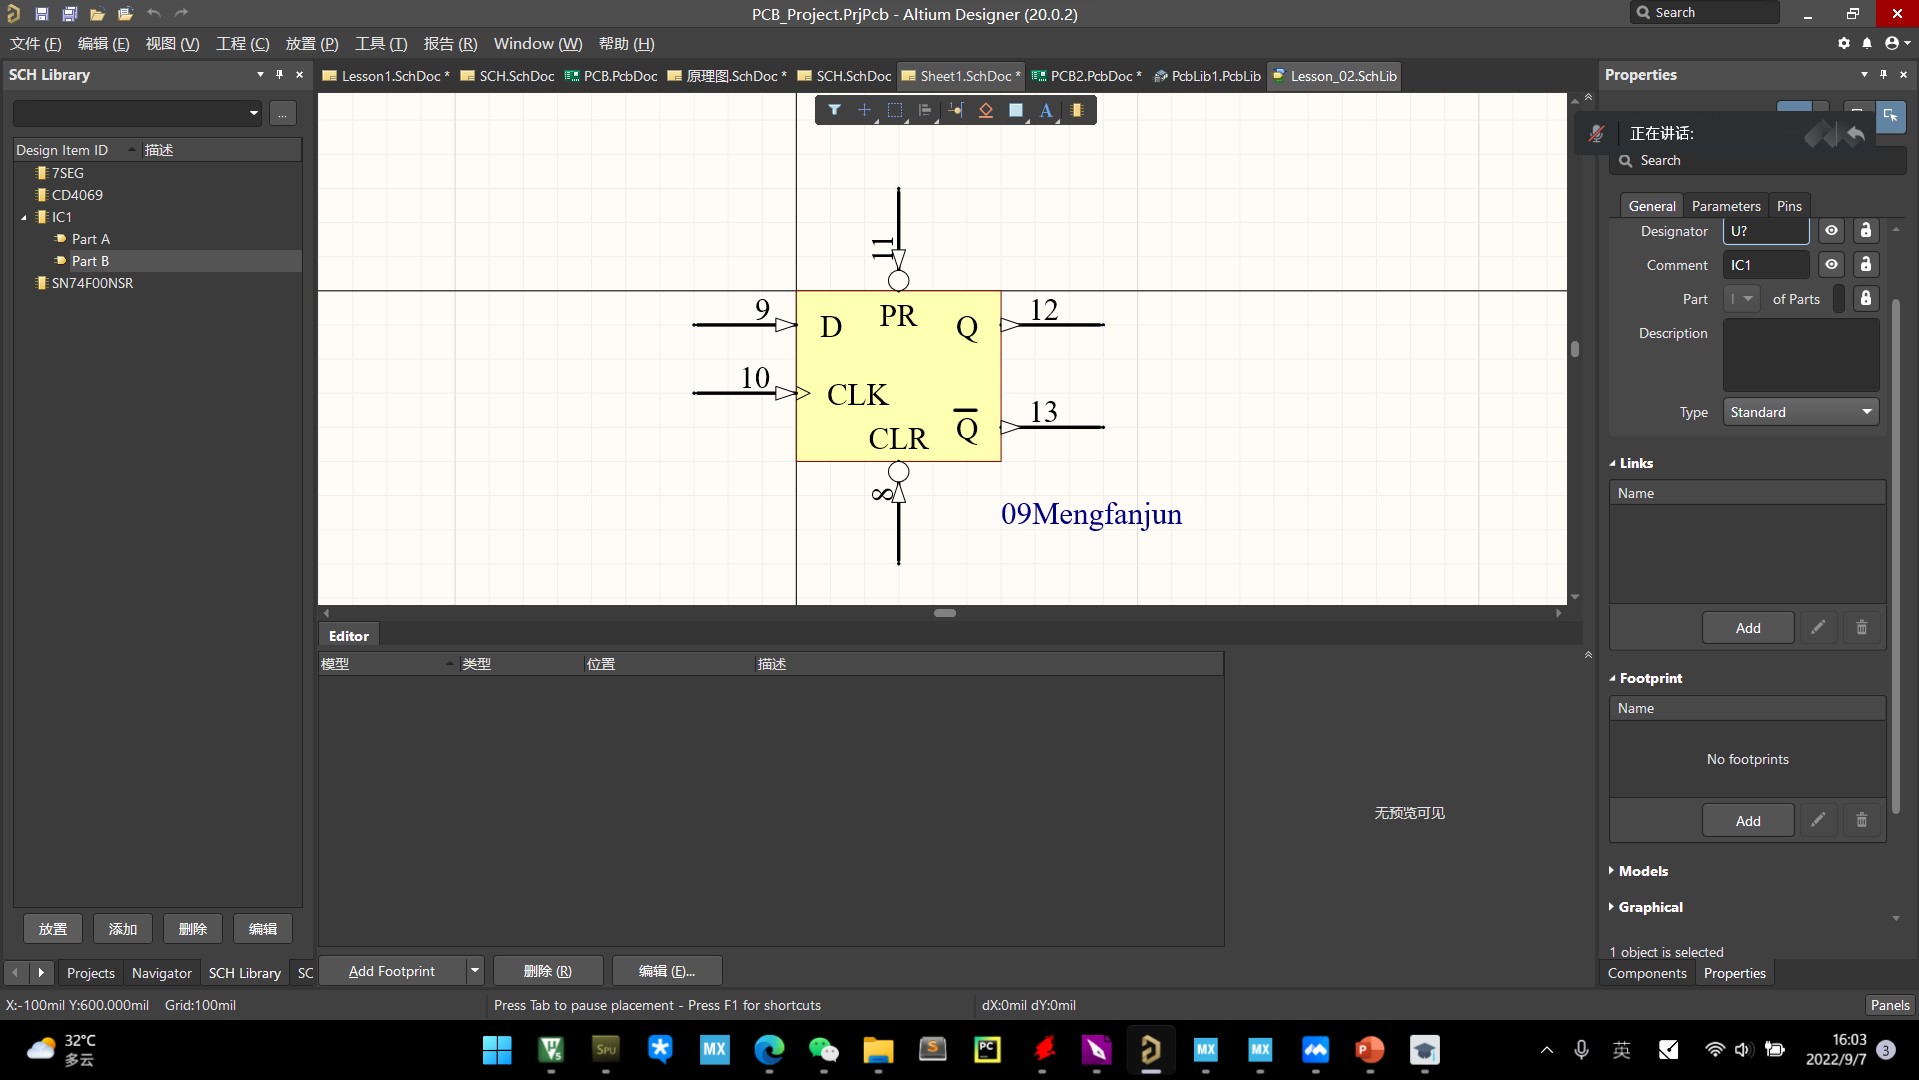 PCB_Project.PrjPcb - Altium Designer (20.0.2)
Search
文件 (F) 编辑 (E) 视图 (V) 工程 (C) 放置 (P) 工具 (T) 报告 (R) Window (W) 帮助 (H)
SCH Library
Lesson1.SchDoc * SCH.SchDoc PCB.PcbDoc 原理图.SchDoc * SCH.SchDoc Sheet1.SchDoc * PCB2.PcbDoc * PcbLib1.PcbLib Lesson_02.SchLib
Properties
...
Design Item ID 描述
7SEG
CD4069
IC1
Part A
Part B
SN74F00NSR
放置 添加 删除 编辑
Projects Navigator SCH Library SC
A
11
9 D PR Q 12
10 CLK
CLR Q 13
8
09Mengfanjun
Editor
模型 类型 位置 描述
无预览可见
Add Footprint 删除 (R) 编辑 (E)...
正在讲话:
Search
General Parameters Pins
Designator U?
Comment IC1
Part of Parts
Description
Type Standard
Links
Name
Add
Footprint
Name
No footprints
Add
Models
Graphical
1 object is selected
Components Properties
X:-100mil Y:600.000mil Grid:100mil
Press Tab to pause placement - Press F1 for shortcuts
dX:0mil dY:0mil
Panels
32°C
多云
V5
SPU
MX
S
PC
MX
MX
P
英
16:03
2022/9/7
3